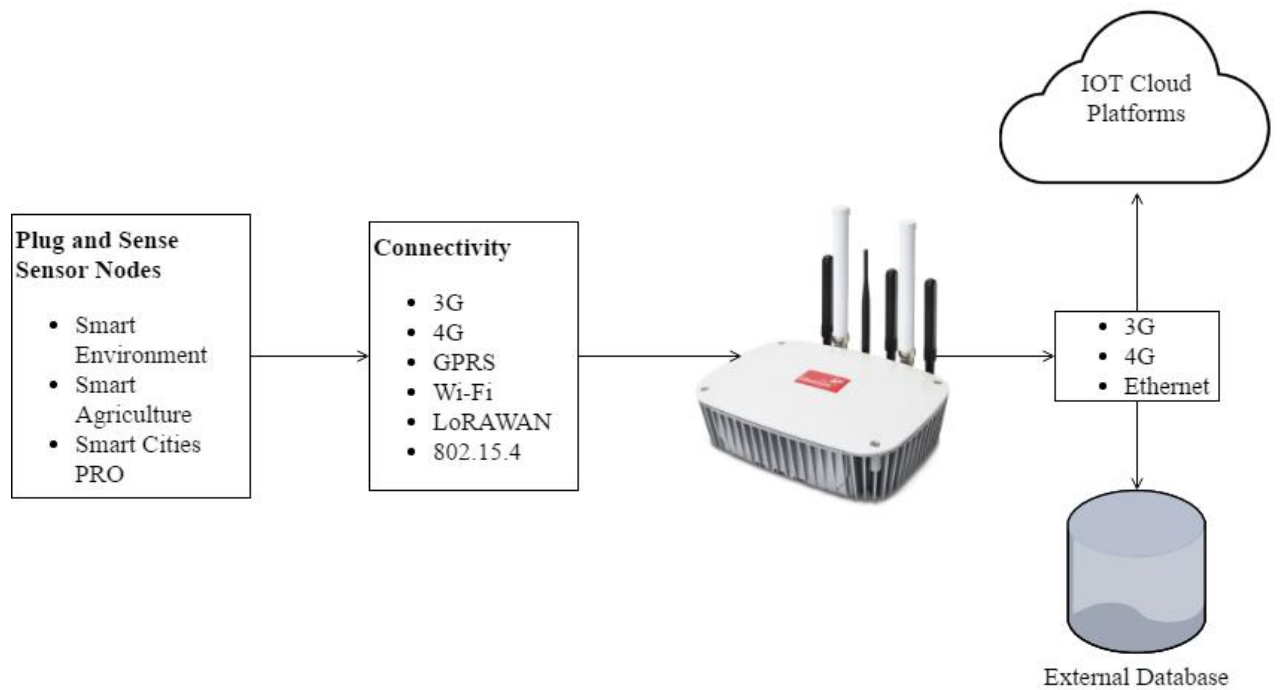 Plug and Sense
Sensor Nodes
• Smart
Environment
• Smart
Agriculture
• Smart Cities
PRO
Connectivity
• 3G
• 4G
• GPRS
• Wi-Fi
• LoRAWAN
• 802.15.4
IOT Cloud
Platforms
• 3G
• 4G
• Ethernet
External Database